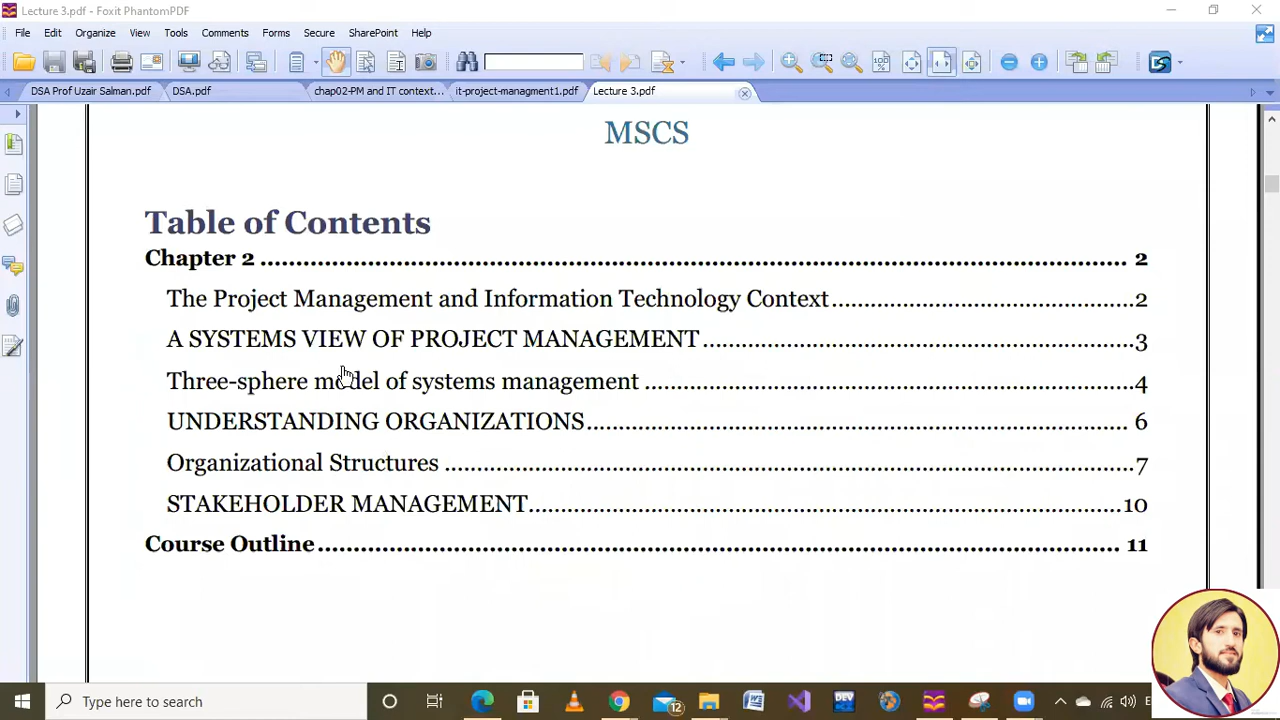 Lecture 3.pdf - Foxit PhantomPDF
File Edit Organize View Tools Comments Forms Secure SharePoint Help
DSA Prof Uzair Salman.pdf DSA.pdf chap02-PM and IT context... it-project-managment1.pdf Lecture 3.pdf
MSCS
Table of Contents
Chapter 2 ........................................................................ 2
The Project Management and Information Technology Context ........................................ 2
A SYSTEMS VIEW OF PROJECT MANAGEMENT ........................................ 3
Three-sphere model of systems management ........................................ 4
UNDERSTANDING ORGANIZATIONS ........................................ 6
Organizational Structures ........................................ 7
STAKEHOLDER MANAGEMENT ........................................ 10
Course Outline ........................................ 11
Type here to search
12